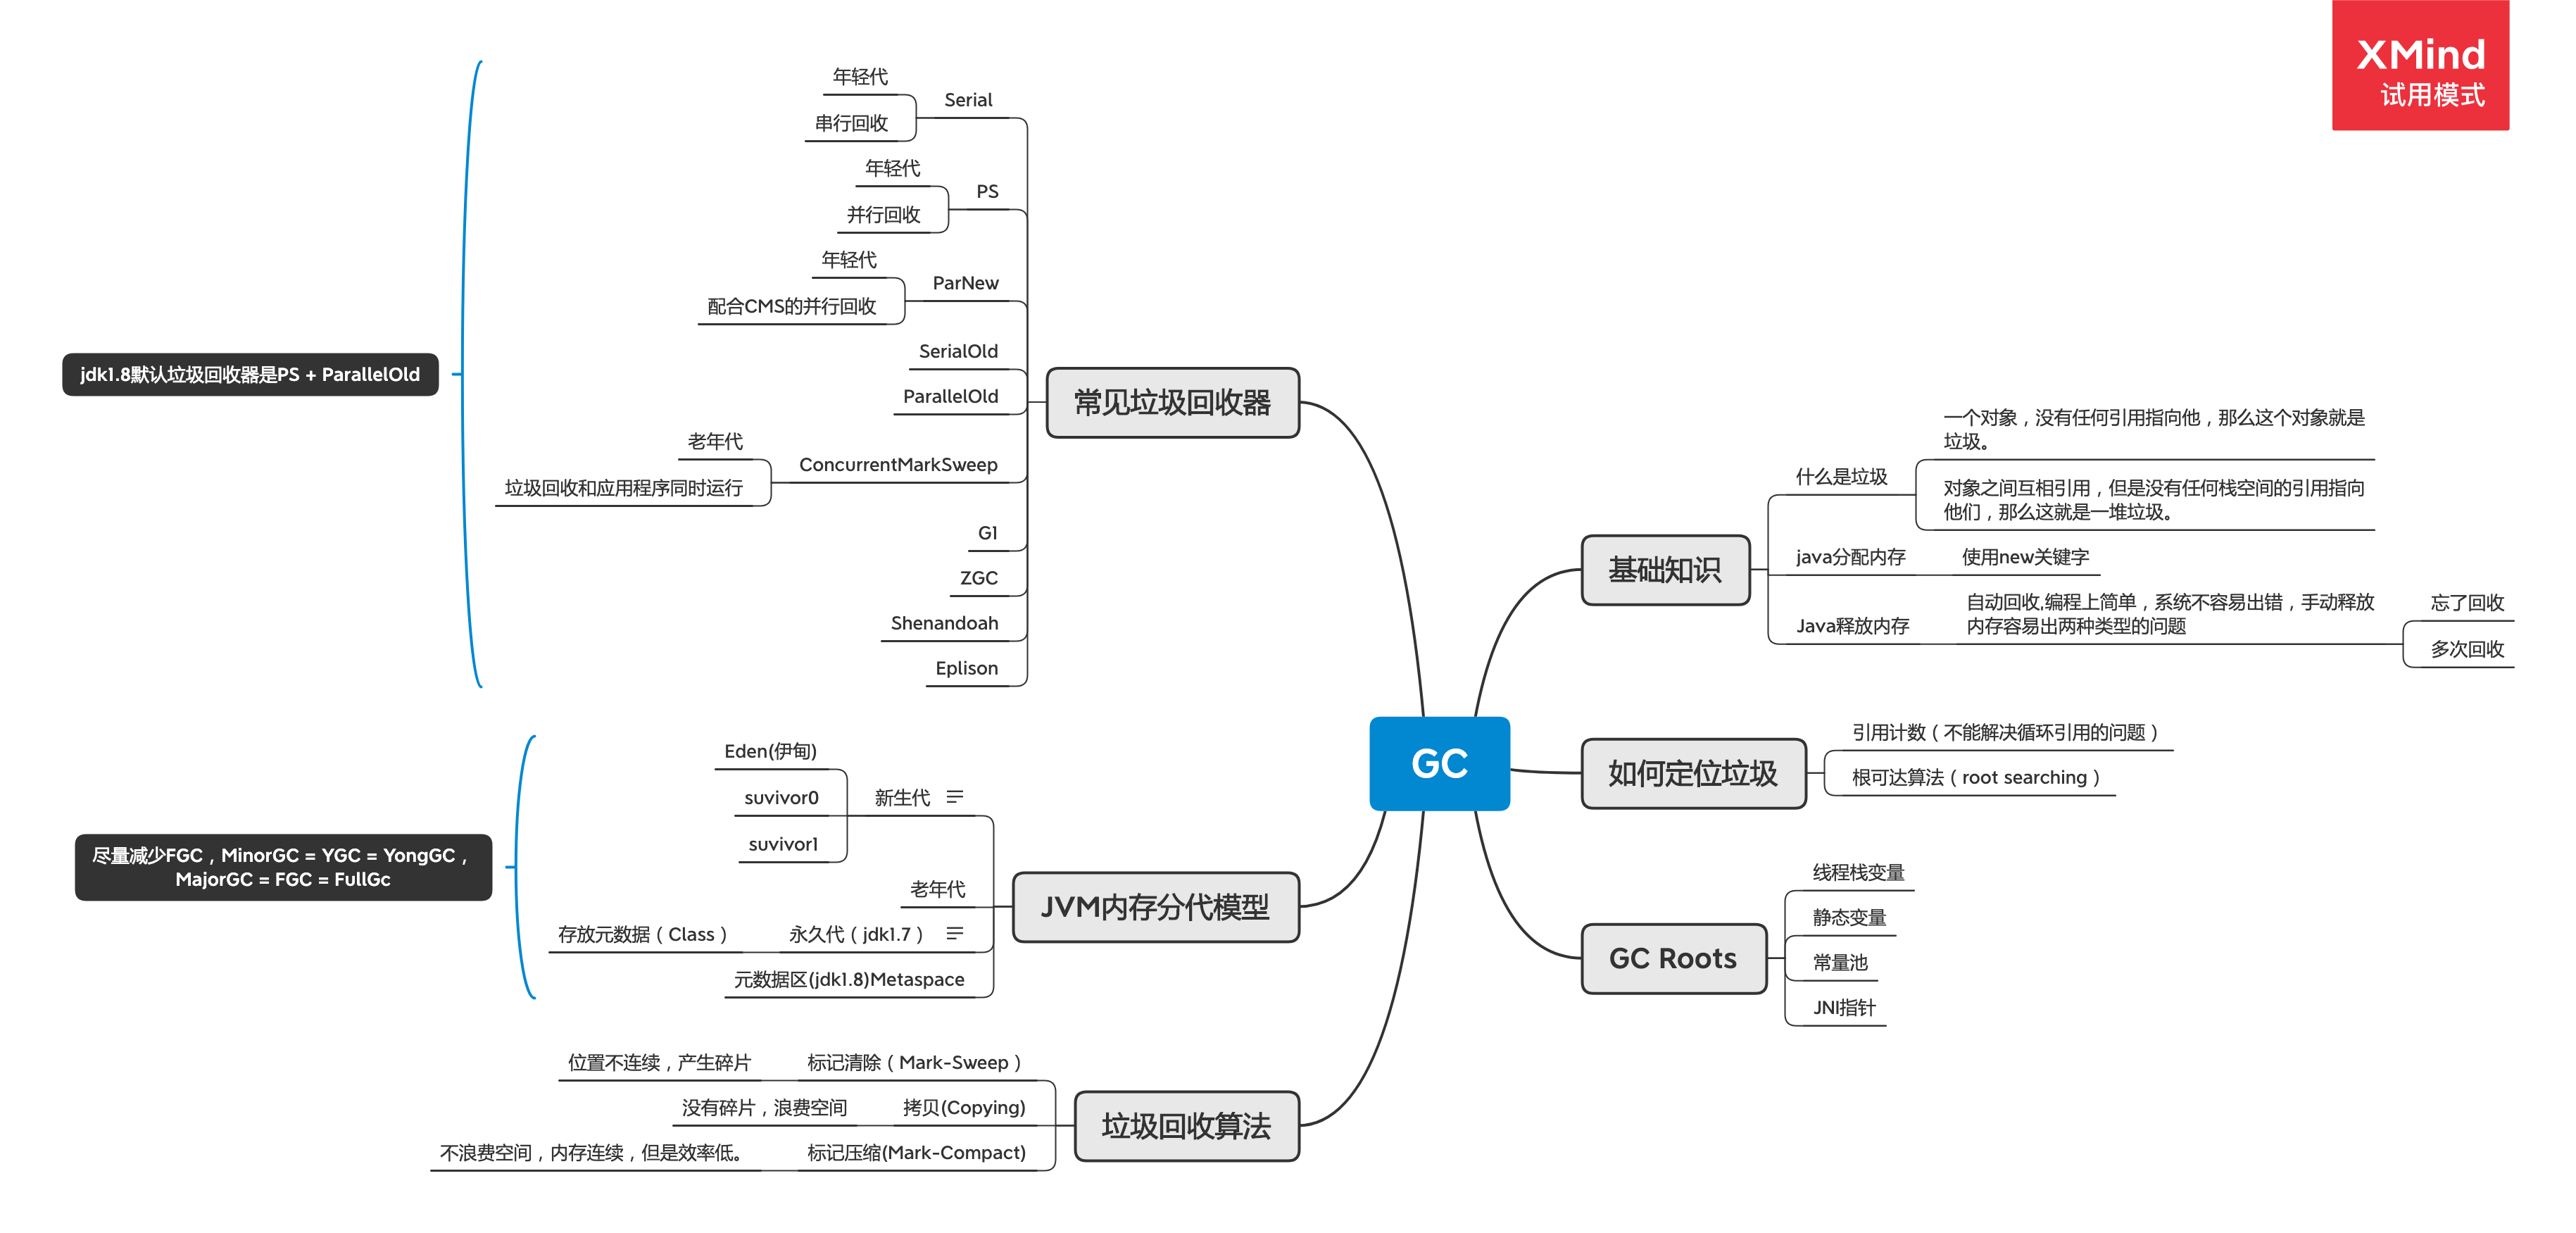 XMind
试用模式
GC
常见垃圾回收器
Serial
年轻代
串行回收
PS
年轻代
并行回收
ParNew
年轻代
配合CMS的并行回收
SerialOld
ParallelOld
ConcurrentMarkSweep
老年代
垃圾回收和应用程序同时运行
G1
ZGC
Shenandoah
Eplison
jdk1.8默认垃圾回收器是PS + ParallelOld
JVM内存分代模型
新生代
Eden(伊甸)
suvivor0
suvivor1
老年代
永久代（jdk1.7）
存放元数据（Class）
元数据区(jdk1.8)Metaspace
尽量减少FGC，MinorGC = YGC = YongGC，
MajorGC = FGC = FullGc
垃圾回收算法
标记清除（Mark-Sweep）
位置不连续，产生碎片
拷贝(Copying)
没有碎片，浪费空间
标记压缩(Mark-Compact)
不浪费空间，内存连续，但是效率低。
基础知识
什么是垃圾
一个对象，没有任何引用指向他，那么这个对象就是
垃圾。
对象之间互相引用，但是没有任何栈空间的引用指向
他们，那么这就是一堆垃圾。
java分配内存
使用new关键字
Java释放内存
自动回收,编程上简单，系统不容易出错，手动释放
内存容易出两种类型的问题
忘了回收
多次回收
如何定位垃圾
引用计数（不能解决循环引用的问题）
根可达算法（root searching）
GC Roots
线程栈变量
静态变量
常量池
JNI指针